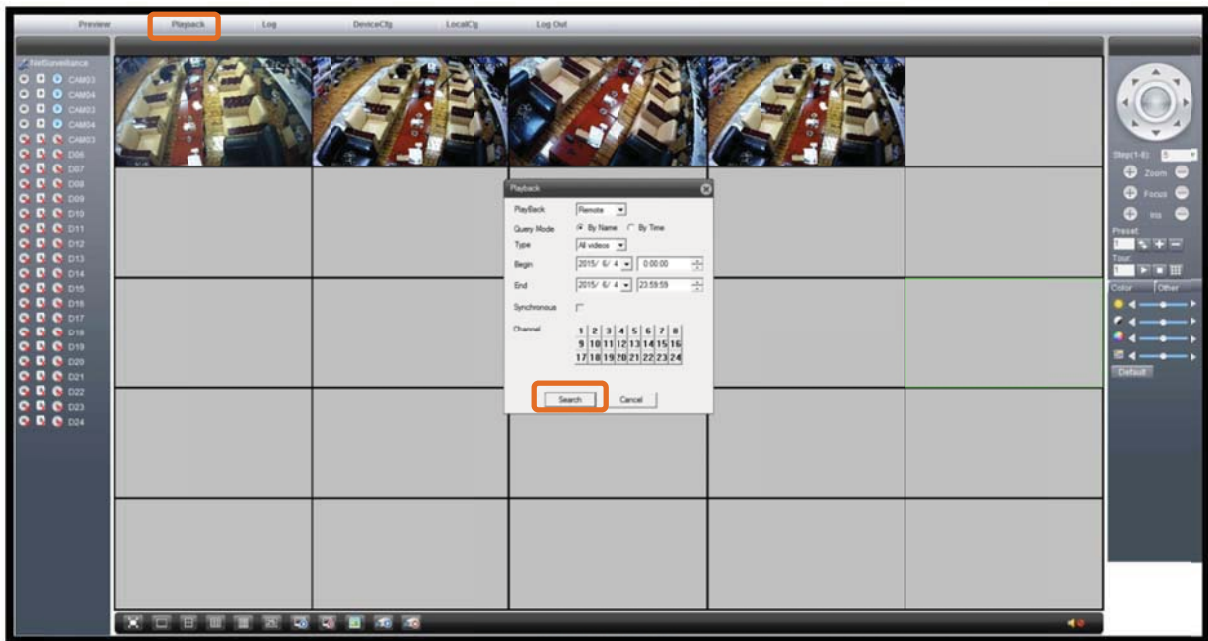 Preview Playback Log DeviceCfg LocalCfg Log Out
NetSurveillance
CAM03
CAM04
CAM03
CAM04
CAM03
D06
D07
D08
D09
D10
D11
D12
D13
D14
D15
D16
D17
D18
D19
D20
D21
D22
D23
D24
Playback
PlayBack Remote
Query Mode By Name By Time
Type All videos
Begin 2015/ 6/ 4 0:00:00
End 2015/ 6/ 4 23:59:59
Synchronous
Channel
1 2 3 4 5 6 7 8
9 10 11 12 13 14 15 16
17 18 19 20 21 22 23 24
Search Cancel
Step(1-8): 5
Zoom
Focus
Iris
Preset
1
Tour:
1
Color Other
Default